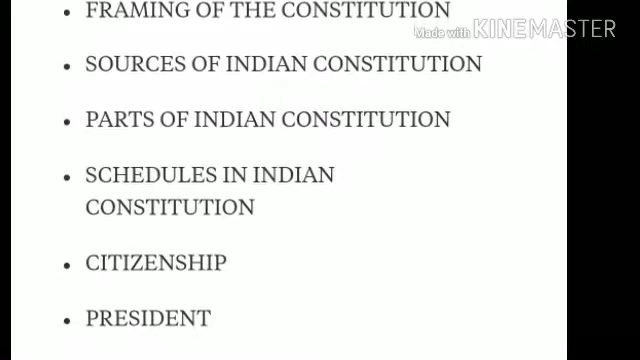 • FRAMING OF THE CONSTITUTION
Made with KINEMASTER
• SOURCES OF INDIAN CONSTITUTION
• PARTS OF INDIAN CONSTITUTION
• SCHEDULES IN INDIAN
CONSTITUTION
• CITIZENSHIP
• PRESIDENT